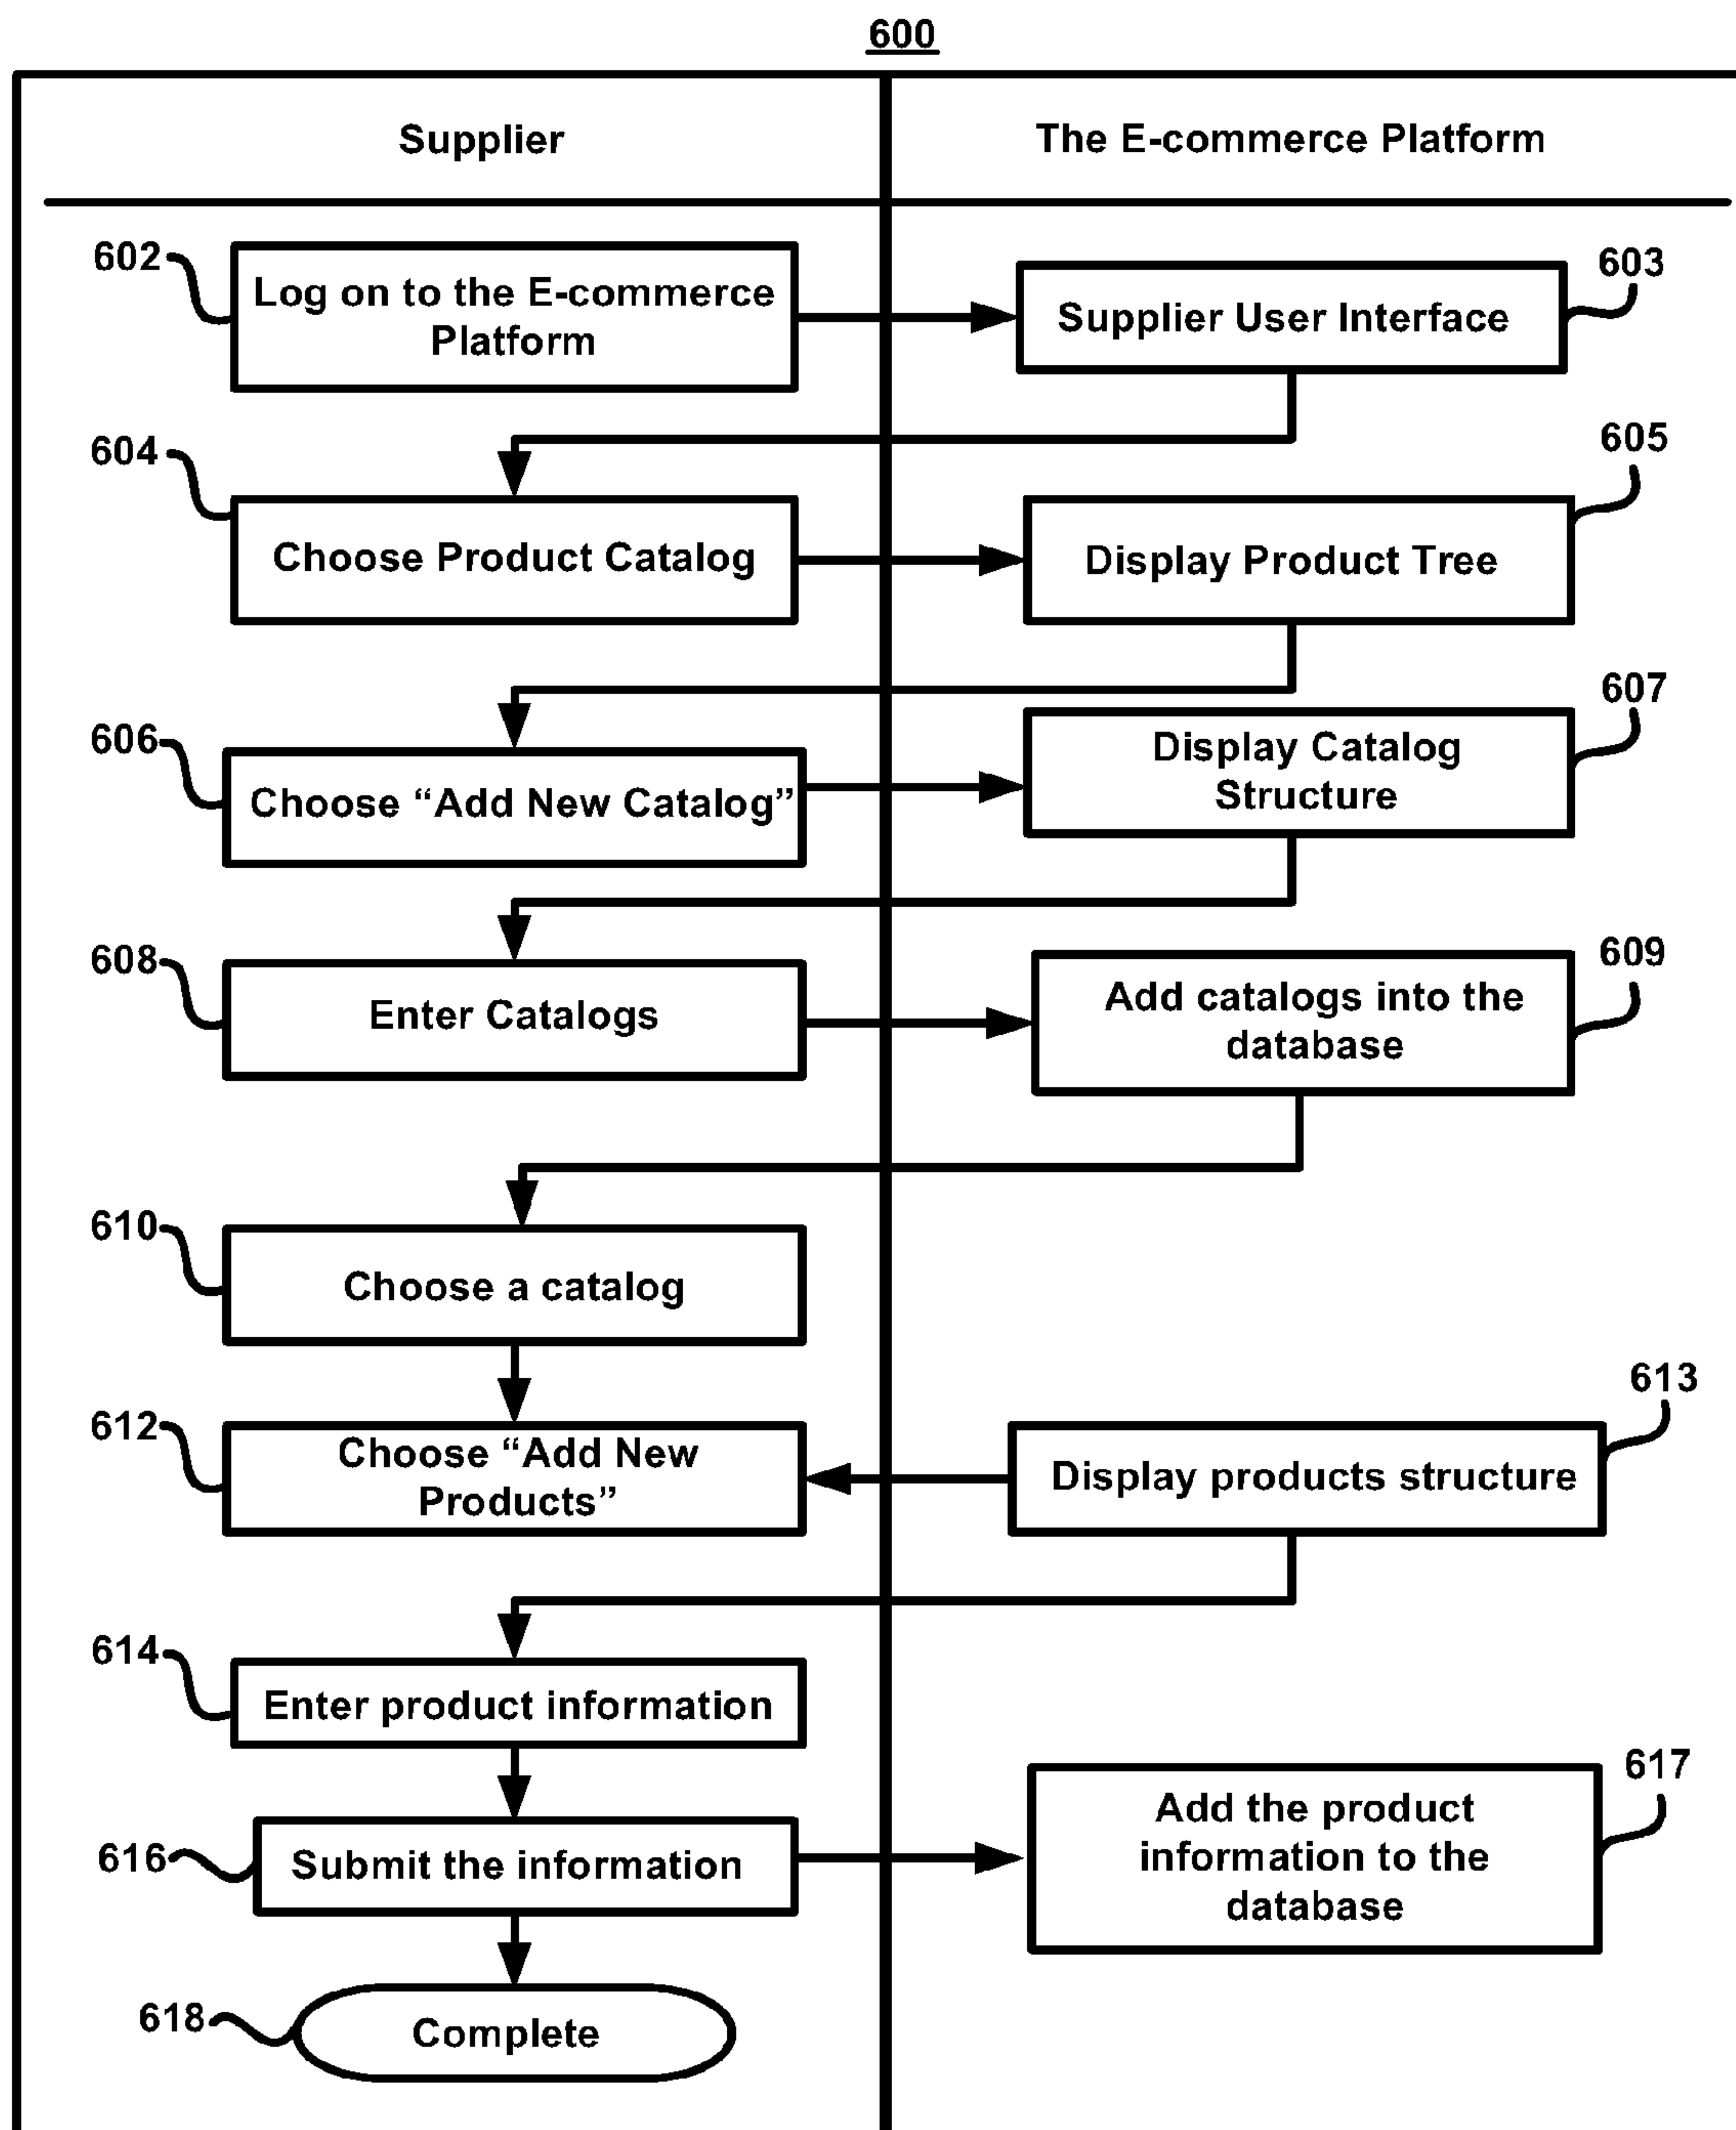 600
Supplier
The E-commerce Platform
602
Log on to the E-commerce
Platform
Supplier User Interface
603
604
Choose Product Catalog
Display Product Tree
605
606
Choose “Add New Catalog”
Display Catalog
Structure
607
608
Enter Catalogs
Add catalogs into the
database
609
610
Choose a catalog
612
Choose “Add New
Products”
Display products structure
613
614
Enter product information
616
Submit the information
Add the product
information to the
database
617
618
Complete